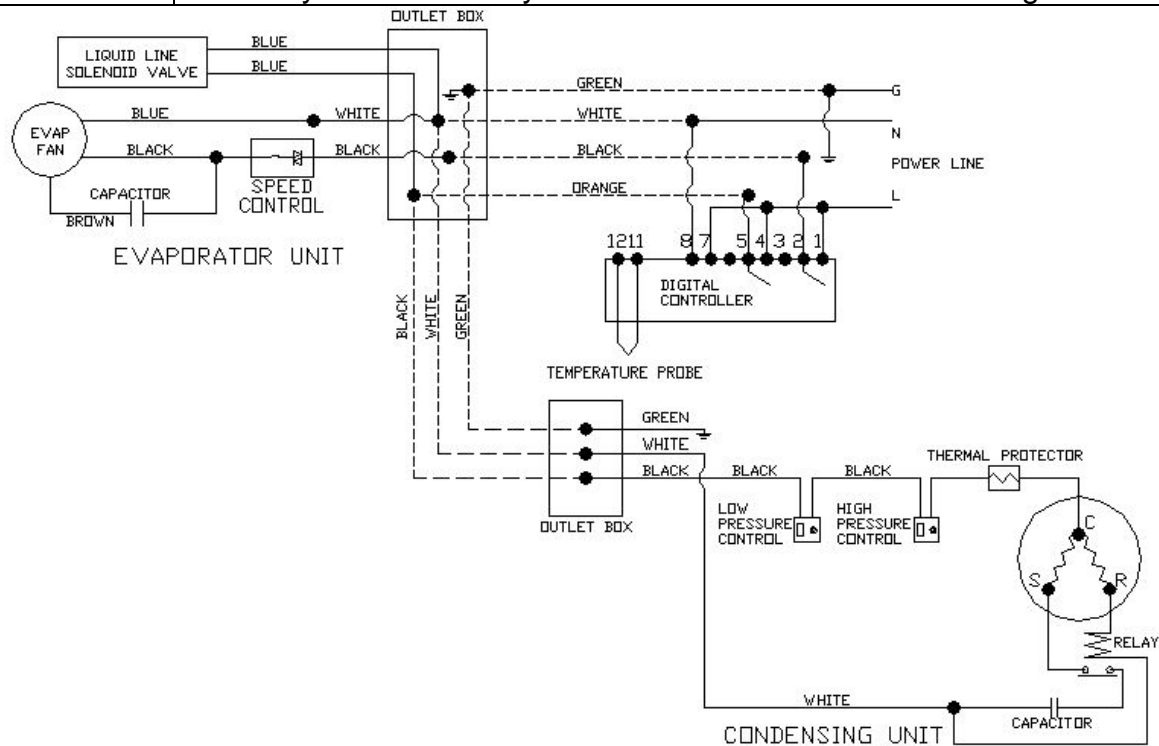 OUTLET BOX
BLUE
LIQUID LINE
SOLENOID VALVE
BLUE
GREEN
G
BLUE
WHITE
WHITE
N
EVAP
FAN
BLACK
BLACK
BLACK
POWER LINE
SPEED
CONTROL
ORANGE
L
CAPACITOR
BROWN
EVAPORATOR UNIT
12 11 8 7 5 4 3 2 1
DIGITAL
CONTROLLER
BLACK
WHITE
GREEN
TEMPERATURE PROBE
GREEN
WHITE
BLACK
BLACK
BLACK
THERMAL PROTECTOR
OUTLET BOX
LOW
PRESSURE
CONTROL
HIGH
PRESSURE
CONTROL
C
S
R
RELAY
WHITE
CAPACITOR
CONDENSING UNIT